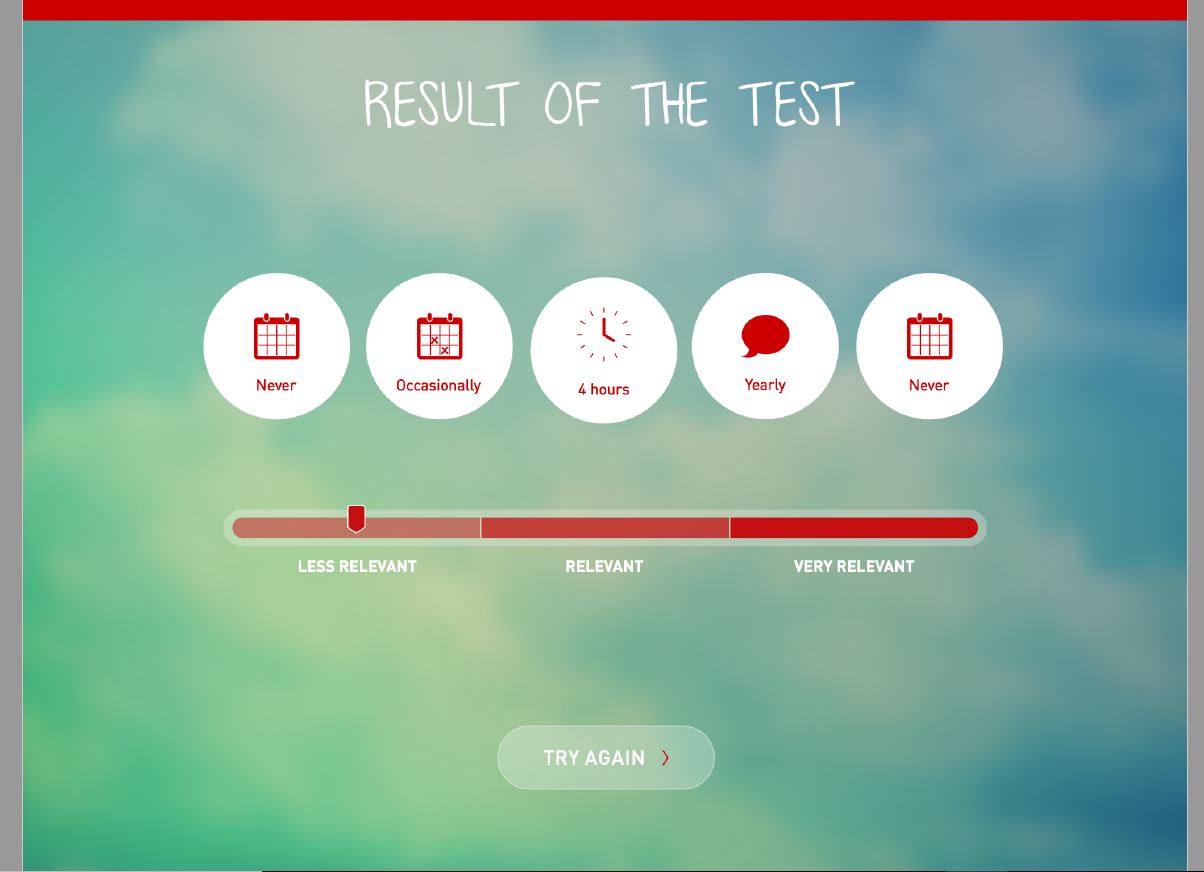 RESULT OF THE TEST
Never
Occasionally
4 hours
Yearly
Never
LESS RELEVANT
RELEVANT
VERY RELEVANT
TRY AGAIN